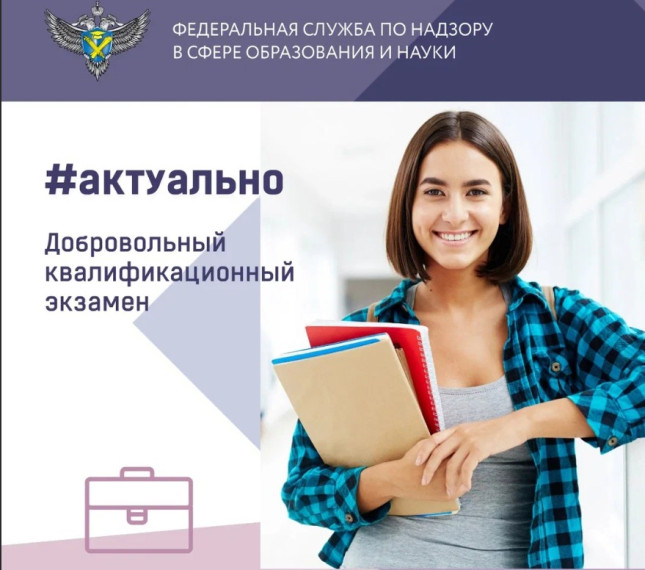 ФЕДЕРАЛЬНАЯ СЛУЖБА ПО НАДЗОРУ
В СФЕРЕ ОБРАЗОВАНИЯ И НАУКИ
#актуально
Добровольный
квалификационный
экзамен